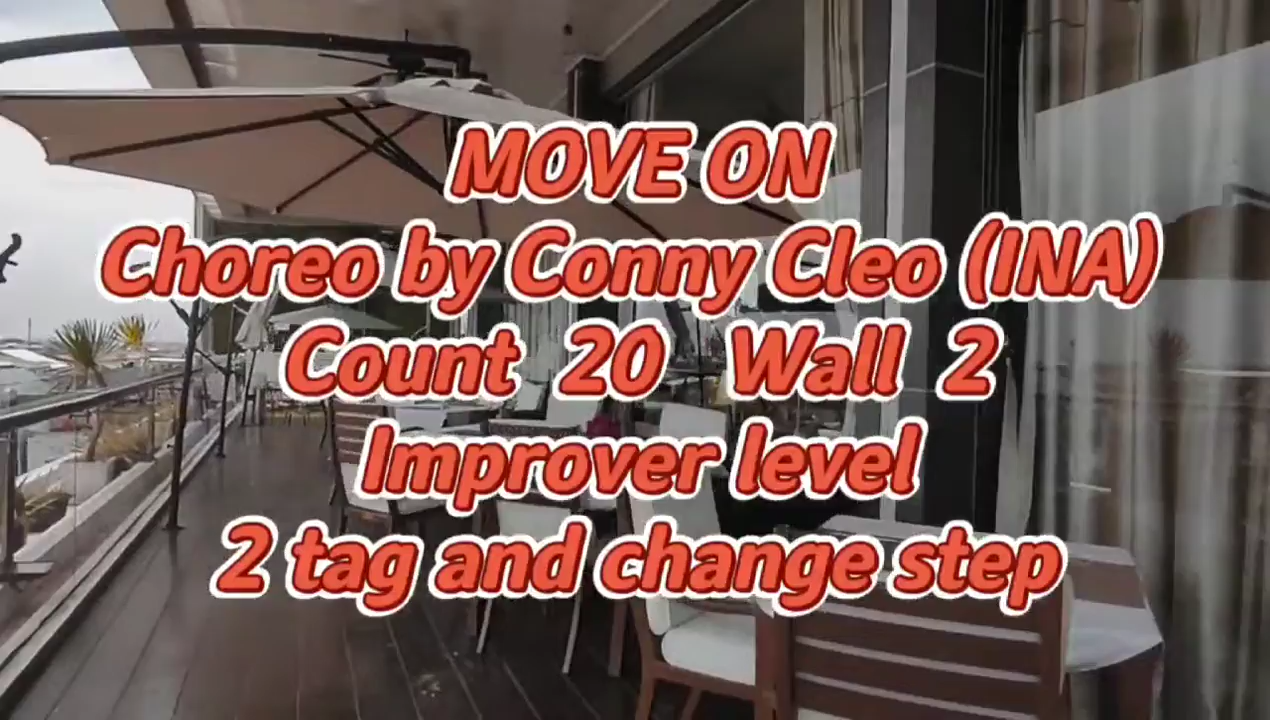 MOVE ON
Choreo by Conny Cleo (INA)
Count 20 Wall 2
Improver level
2 tag and change step